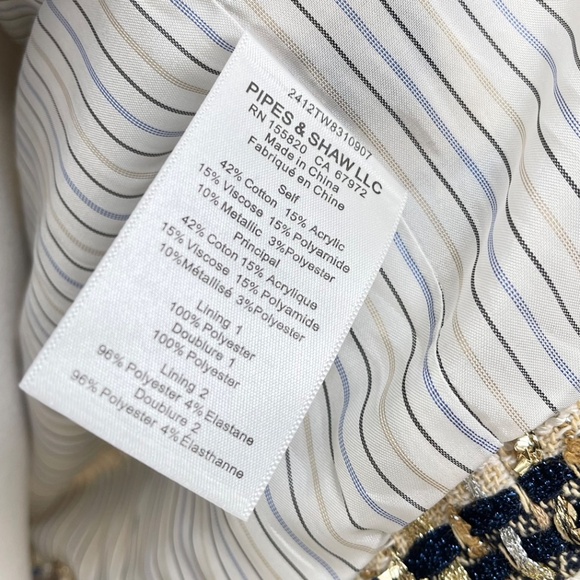 2412TW8310907
PIPES & SHAW LLC
RN 155820 CA 67972
Made in China
Fabriqué en Chine
Self
42% Cotton 15% Acrylic
15% Viscose 15% Polyamide
10% Metallic 3%Polyester
Principal
42% Coton 15% Acrylique
15% Viscose 15% Polyamide
10%Métallisé 3%Polyester
Lining 1
100% Polyester
Doublure 1
100% Polyester
Lining 2
96% Polyester 4% Elastane
Doublure 2
96% Polyester 4% Élasthanne